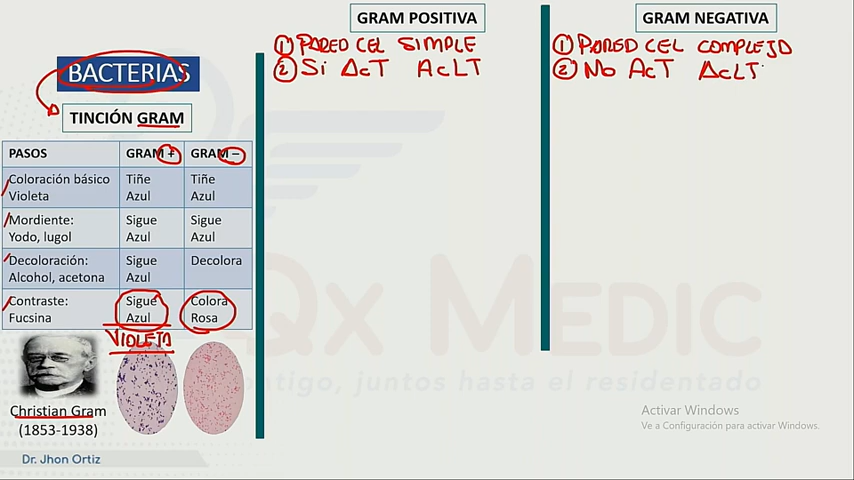 BACTERIAS
TINCIÓN GRAM
PASOS GRAM + GRAM –
Coloración básico Tiñe Tiñe
Violeta Azul Azul
Mordiente: Sigue Sigue
Yodo, lugol Azul Azul
Decoloración: Sigue Decolora
Alcohol, acetona Azul
Contraste: Sigue Colora
Fucsina Azul Rosa
VIOLETA
Christian Gram
(1853-1938)
Dr. Jhon Ortiz
GRAM POSITIVA
① PARED CEL SIMPLE
② Si AcT AcLT
GRAM NEGATIVA
① PARED CEL COMPLEJO
② No AcT AcLT
Qx MEDIC
ontigo, juntos hasta el residentado
Activar Windows
Ve a Configuración para activar Windows.